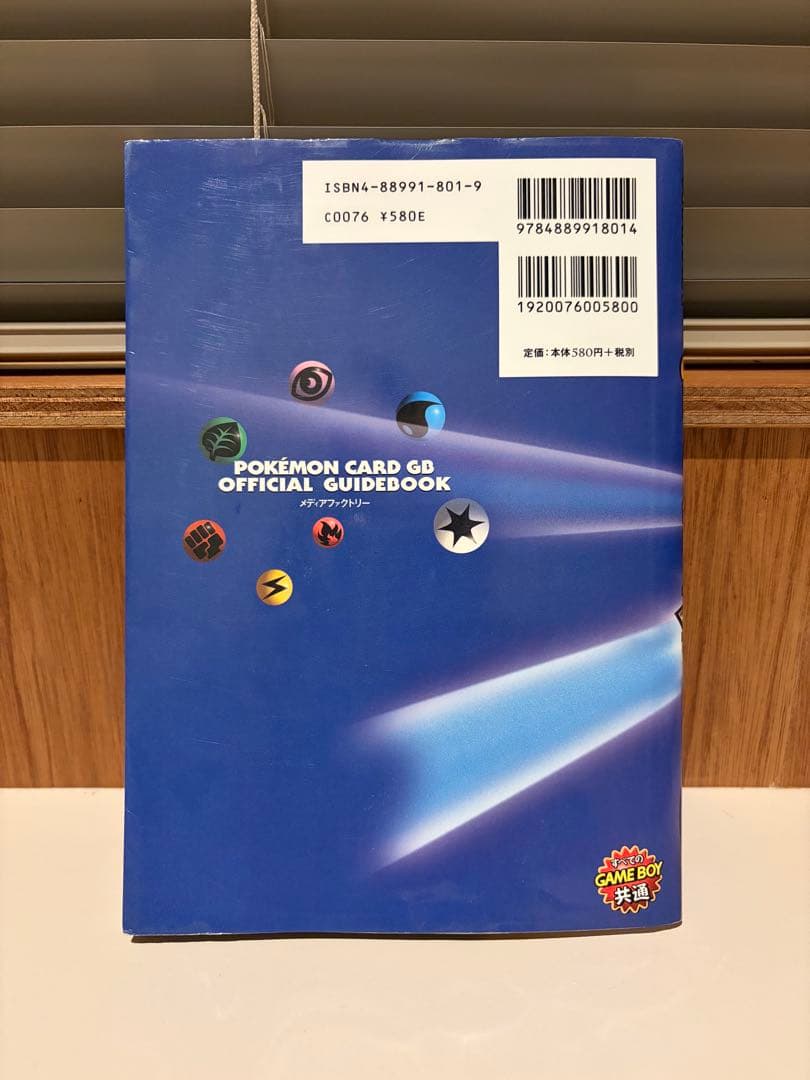 ISBN4-88991-801-9
C0076 ¥580E
9784889918014
1920076005800
定価:本体580円+税別
POKÉMON CARD GB
OFFICIAL GUIDEBOOK
メディアファクトリー
すべての
GAME BOY
共通